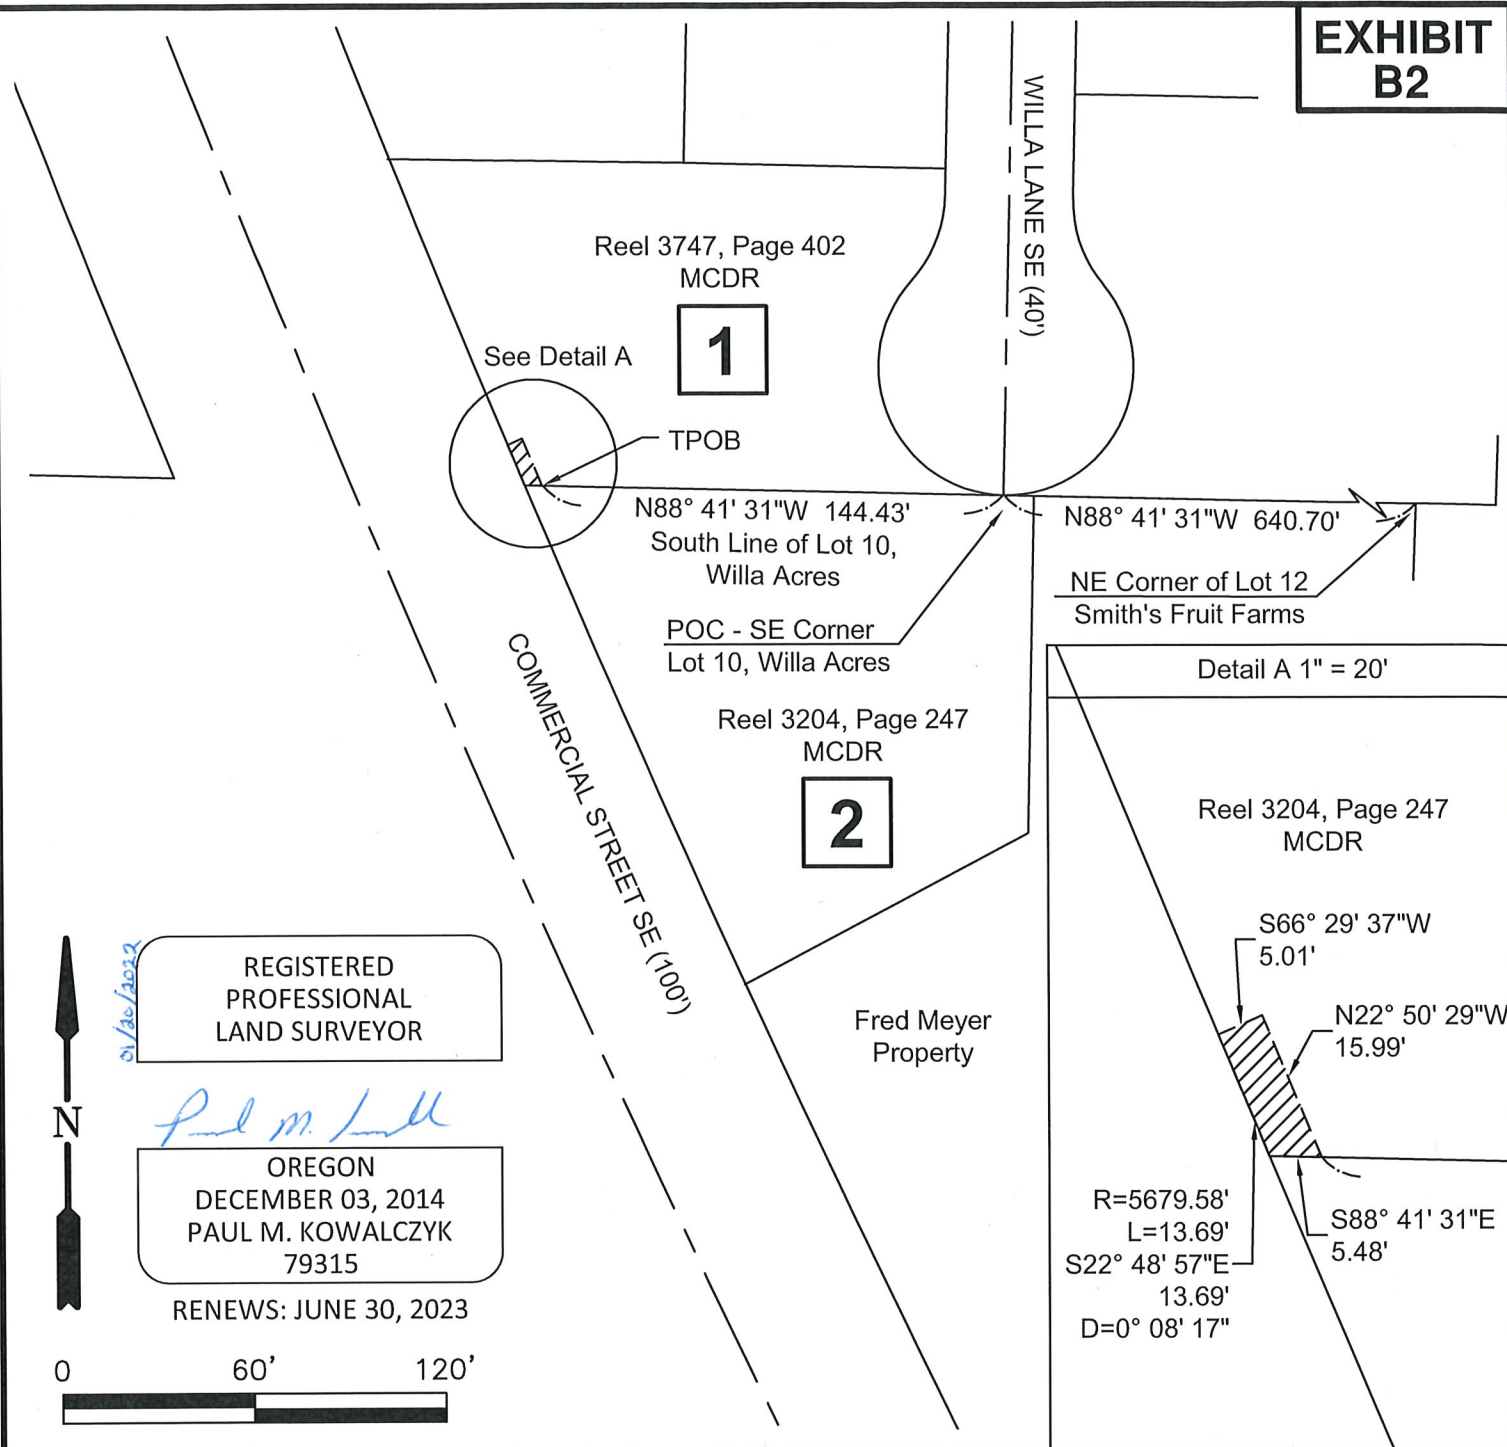 EXHIBIT
B2
WILLA LANE SE (40')
Reel 3747, Page 402
MCDR
1
See Detail A
TPOB
N88° 41' 31"W 144.43'
South Line of Lot 10,
Willa Acres
N88° 41' 31"W 640.70'
NE Corner of Lot 12
Smith's Fruit Farms
POC - SE Corner
Lot 10, Willa Acres
COMMERCIAL STREET SE (100')
Reel 3204, Page 247
MCDR
2
Fred Meyer
Property
Detail A 1" = 20'
Reel 3204, Page 247
MCDR
S66° 29' 37"W
5.01'
N22° 50' 29"W
15.99'
R=5679.58'
L=13.69'
S22° 48' 57"E
13.69'
D=0° 08' 17"
S88° 41' 31"E
5.48'
01/20/2022
REGISTERED
PROFESSIONAL
LAND SURVEYOR
OREGON
DECEMBER 03, 2014
PAUL M. KOWALCZYK
79315
RENEWS: JUNE 30, 2023
N
0 60' 120'